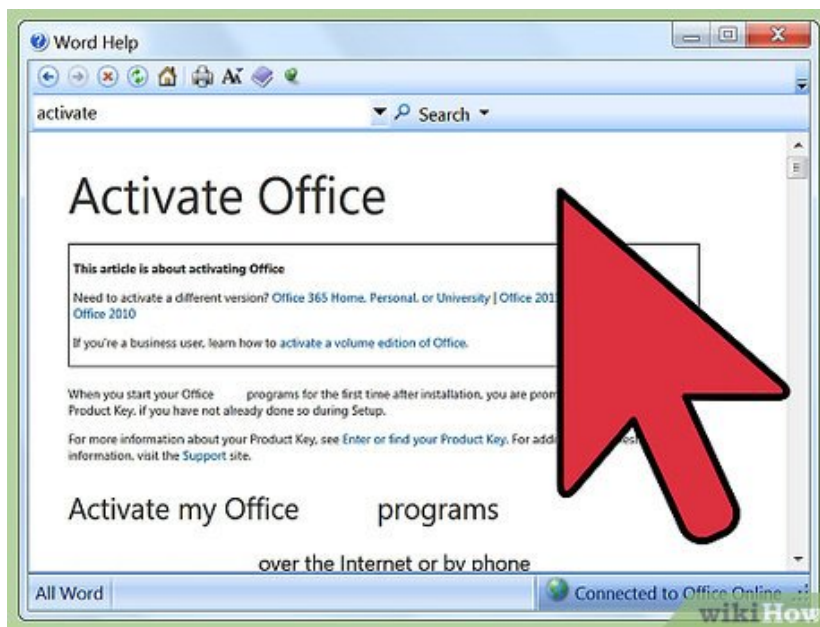 Word Help
activate
Search
Activate Office
This article is about activating Office
Need to activate a different version? Office 365 Home, Personal, or University | Office 201
Office 2010
If you're a business user, learn how to activate a volume edition of Office.
When you start your Office programs for the first time after installation, you are
Product Key, if you have not already done so during Setup.
For more information about your Product Key, see Enter or find your Product Key. For
information, visit the Support site.
Activate my Office programs
over the Internet or by phone
All Word
Connected to Office Online
wikiHow